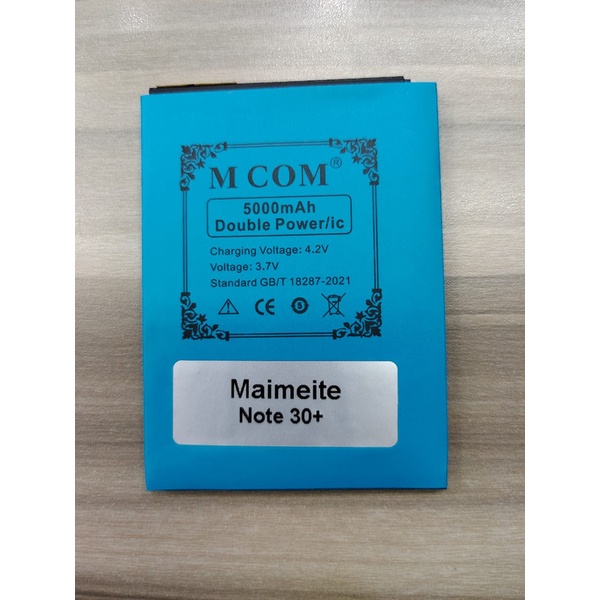 M COM®
5000mAh
Double Power/ic
Charging Voltage: 4.2V
Voltage: 3.7V
Standard GB/T 18287-2021
CE
5
Maimeite
Note 30+